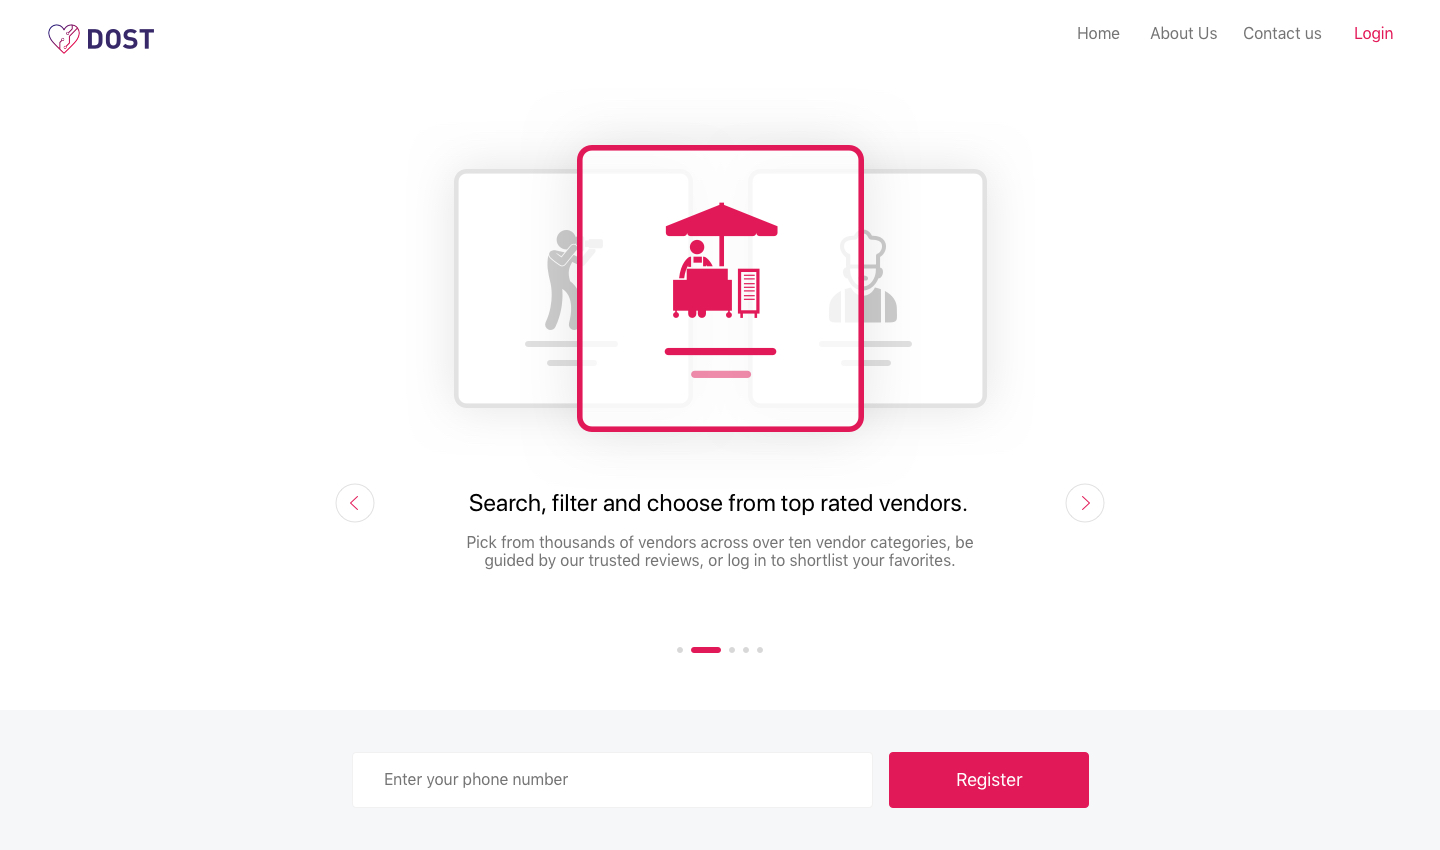 DOST
Home About Us Contact us Login
Search, filter and choose from top rated vendors.
Pick from thousands of vendors across over ten vendor categories, be
guided by our trusted reviews, or log in to shortlist your favorites.
Enter your phone number
Register